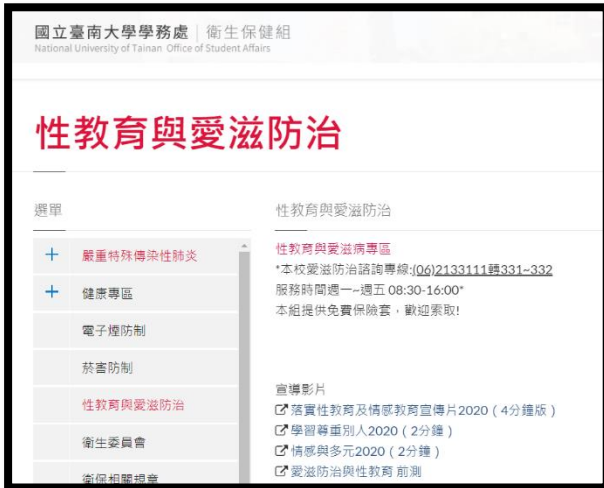 國立臺南大學學務處 | 衛生保健組
National University of Tainan Office of Student Affairs
性教育與愛滋防治
選單
+ 嚴重特殊傳染性肺炎
+ 健康專區
電子煙防制
菸害防制
性教育與愛滋防治
衛生委員會
衛保相關規章
性教育與愛滋防治
性教育與愛滋病專區
*本校愛滋防治諮詢專線:(06)2133111轉331~332
服務時間週一~週五 08:30-16:00*
本組提供免費保險套，歡迎索取!
宣導影片
落實性教育及情感教育宣傳片2020（4分鐘版）
學習尊重別人2020（2分鐘）
情感與多元2020（2分鐘）
愛滋防治與性教育 前測